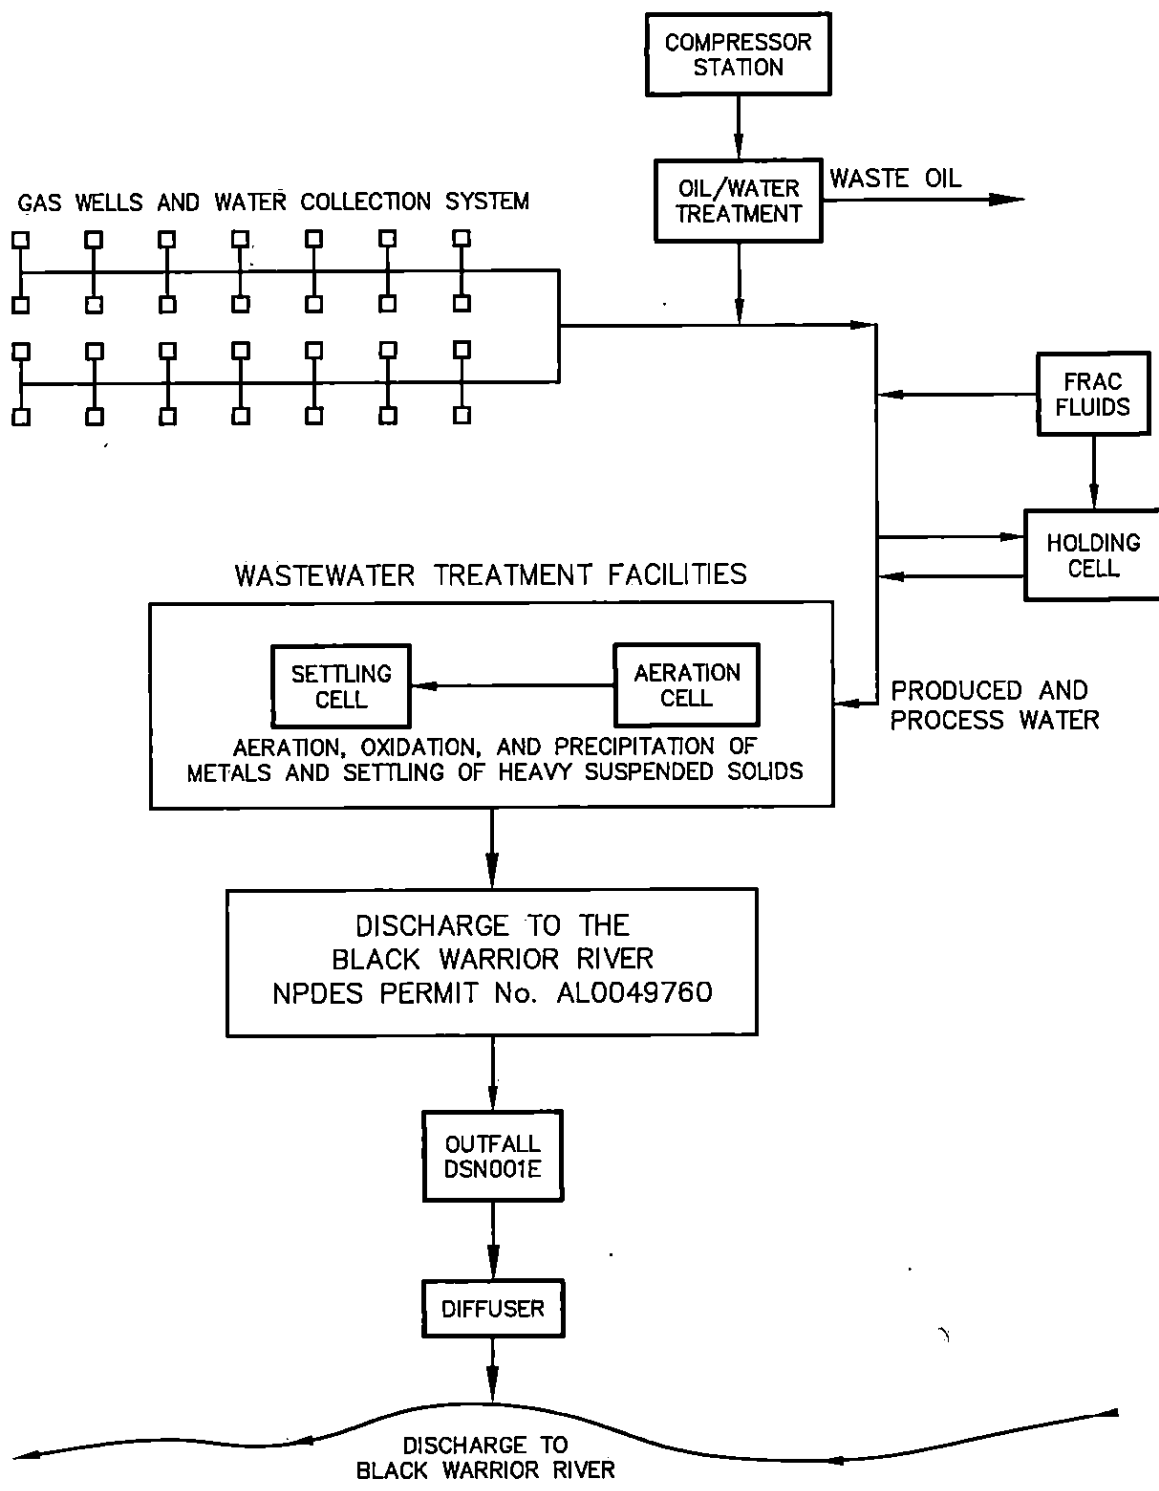 COMPRESSOR
STATION
OIL/WATER
TREATMENT
WASTE OIL
GAS WELLS AND WATER COLLECTION SYSTEM
FRAC
FLUIDS
HOLDING
CELL
WASTEWATER TREATMENT FACILITIES
SETTLING
CELL
AERATION
CELL
PRODUCED AND
PROCESS WATER
AERATION, OXIDATION, AND PRECIPITATION OF
METALS AND SETTLING OF HEAVY SUSPENDED SOLIDS
DISCHARGE TO THE
BLACK WARRIOR RIVER
NPDES PERMIT No. AL0049760
OUTFALL
DSN001E
DIFFUSER
DISCHARGE TO
BLACK WARRIOR RIVER